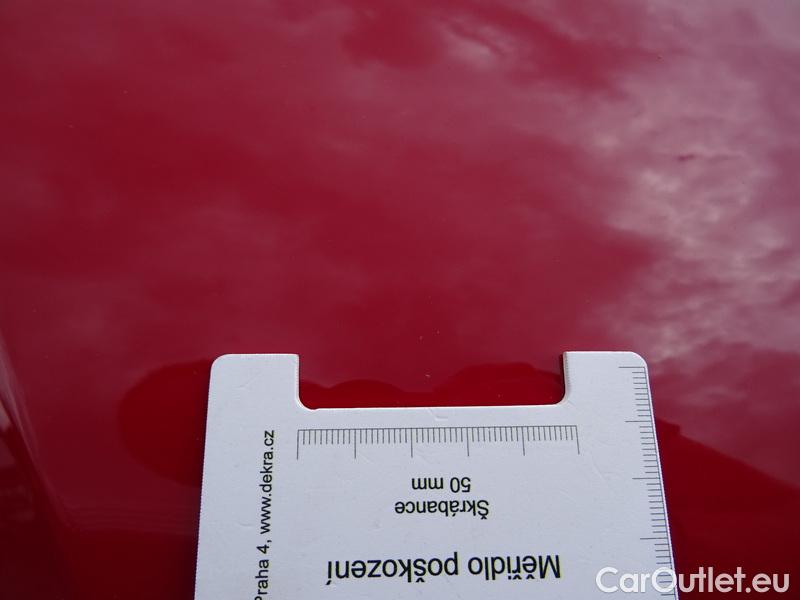 Měřidlo poškození
Škrábance
50 mm
Praha 4, www.dekra.cz
CarOutlet.eu